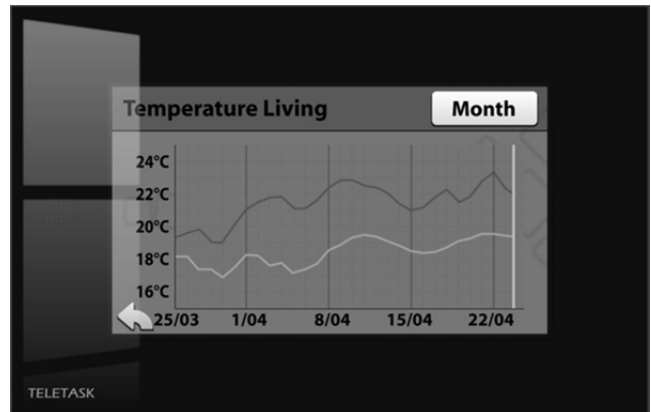 Temperature Living Month
24°C
22°C
20°C
18°C
16°C
25/03 1/04 8/04 15/04 22/04
TELETASK